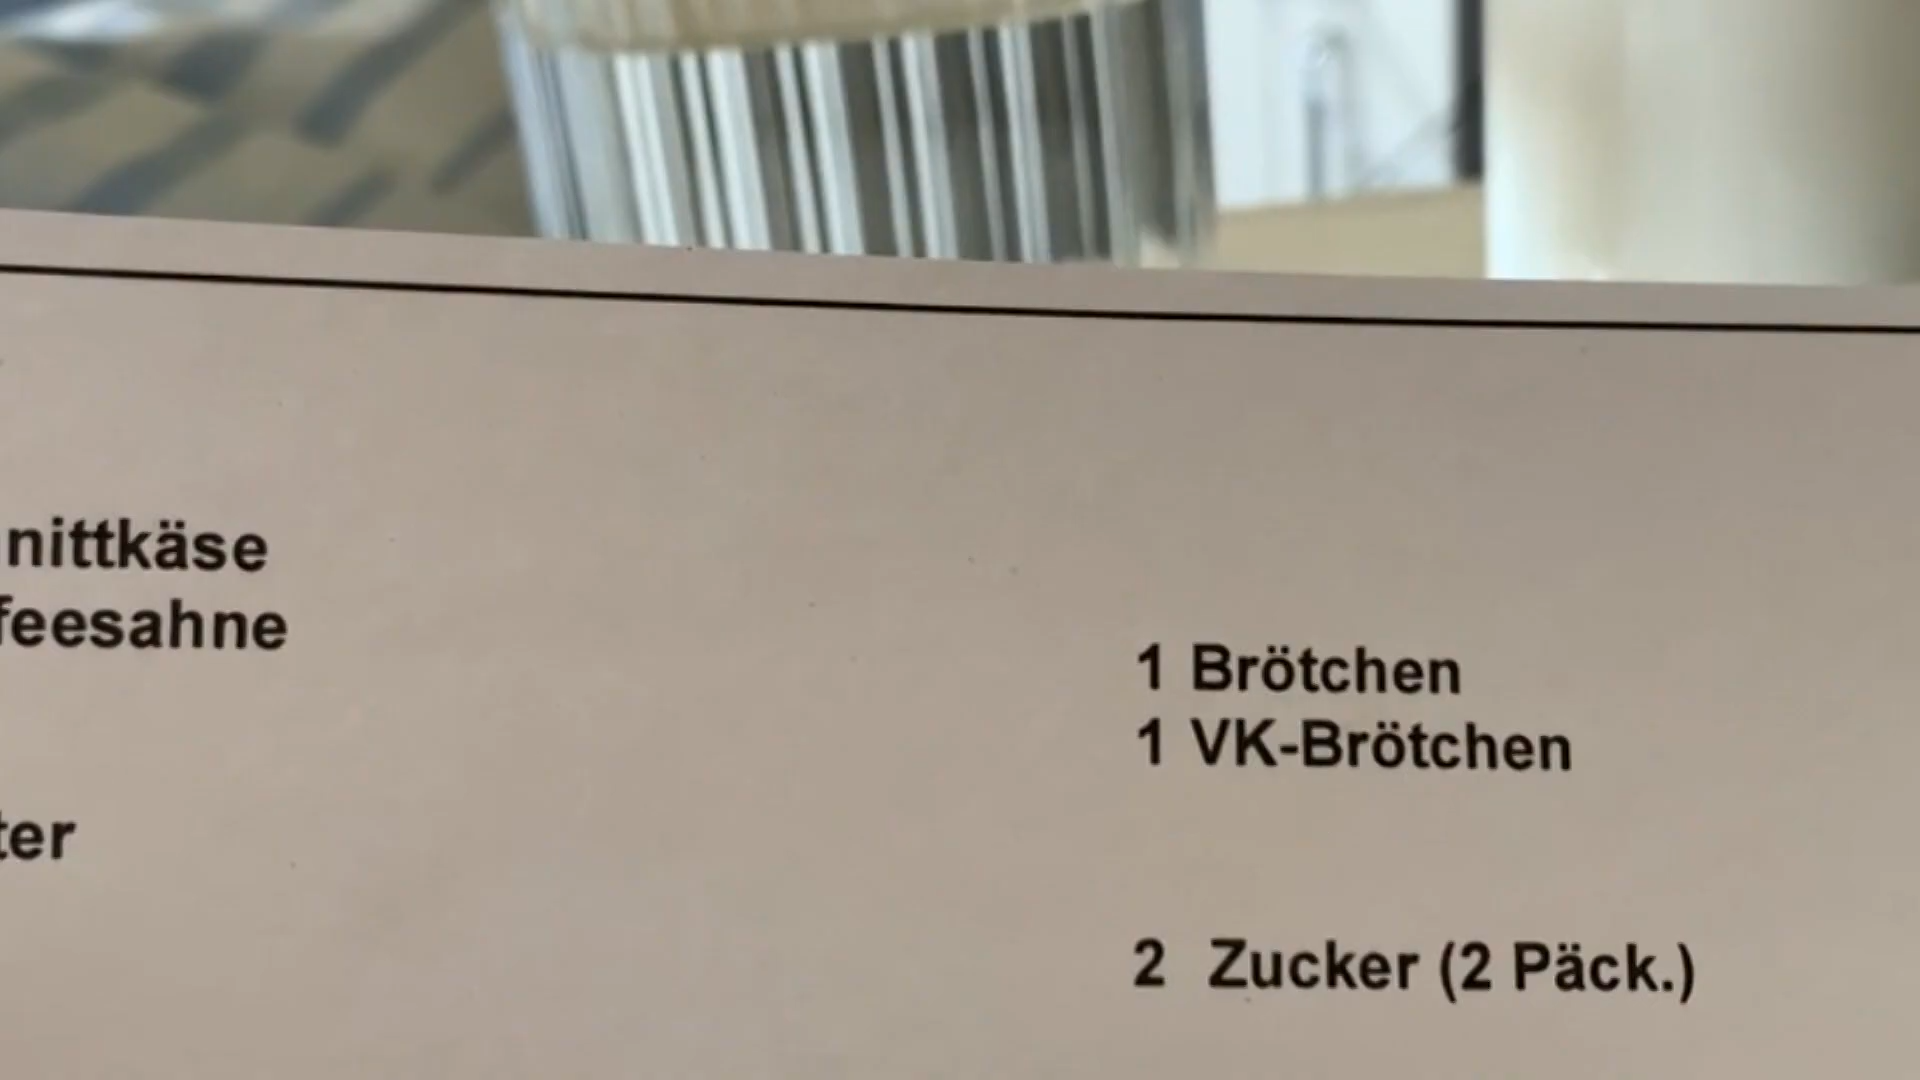 nittkäse
feesahne
ter
1 Brötchen
1 VK-Brötchen
2 Zucker (2 Päck.)